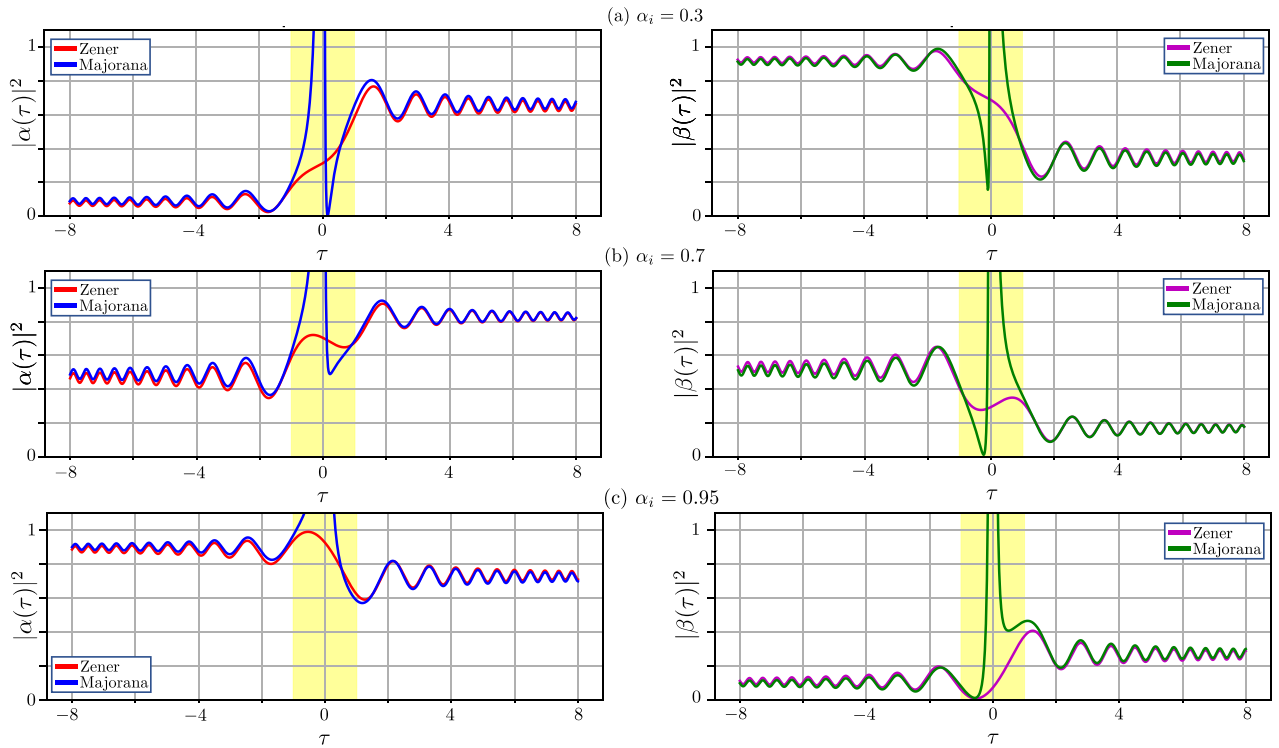 (a) αᵢ = 0.3
|α(τ)|²
1
0
Zener
Majorana
−8
−4
0
4
8
τ
|β(τ)|²
1
0
Zener
Majorana
−8
−4
0
4
8
τ
(b) αᵢ = 0.7
α(τ)|²
1
0
Zener
Majorana
−8
−4
0
4
8
τ
|β(τ)|²
1
0
Zener
Majorana
−8
−4
0
4
8
τ
(c) αᵢ = 0.95
|α(τ)|²
1
0
Zener
Majorana
−8
−4
0
4
8
τ
|β(τ)|²
1
0
Zener
Majorana
−8
−4
0
4
8
τ